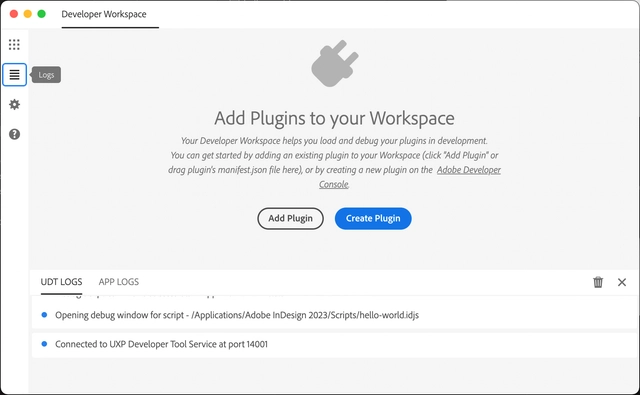 Developer Workspace
Logs
Add Plugins to your Workspace
Your Developer Workspace helps you load and debug your plugins in development.
You can get started by adding an existing plugin to your Workspace (click "Add Plugin" or
drag plugin's manifest.json file here), or by creating a new plugin on the Adobe Developer
Console.
Add Plugin
Create Plugin
UDT LOGS
APP LOGS
Opening debug window for script - /Applications/Adobe InDesign 2023/Scripts/hello-world.idjs
Connected to UXP Developer Tool Service at port 14001